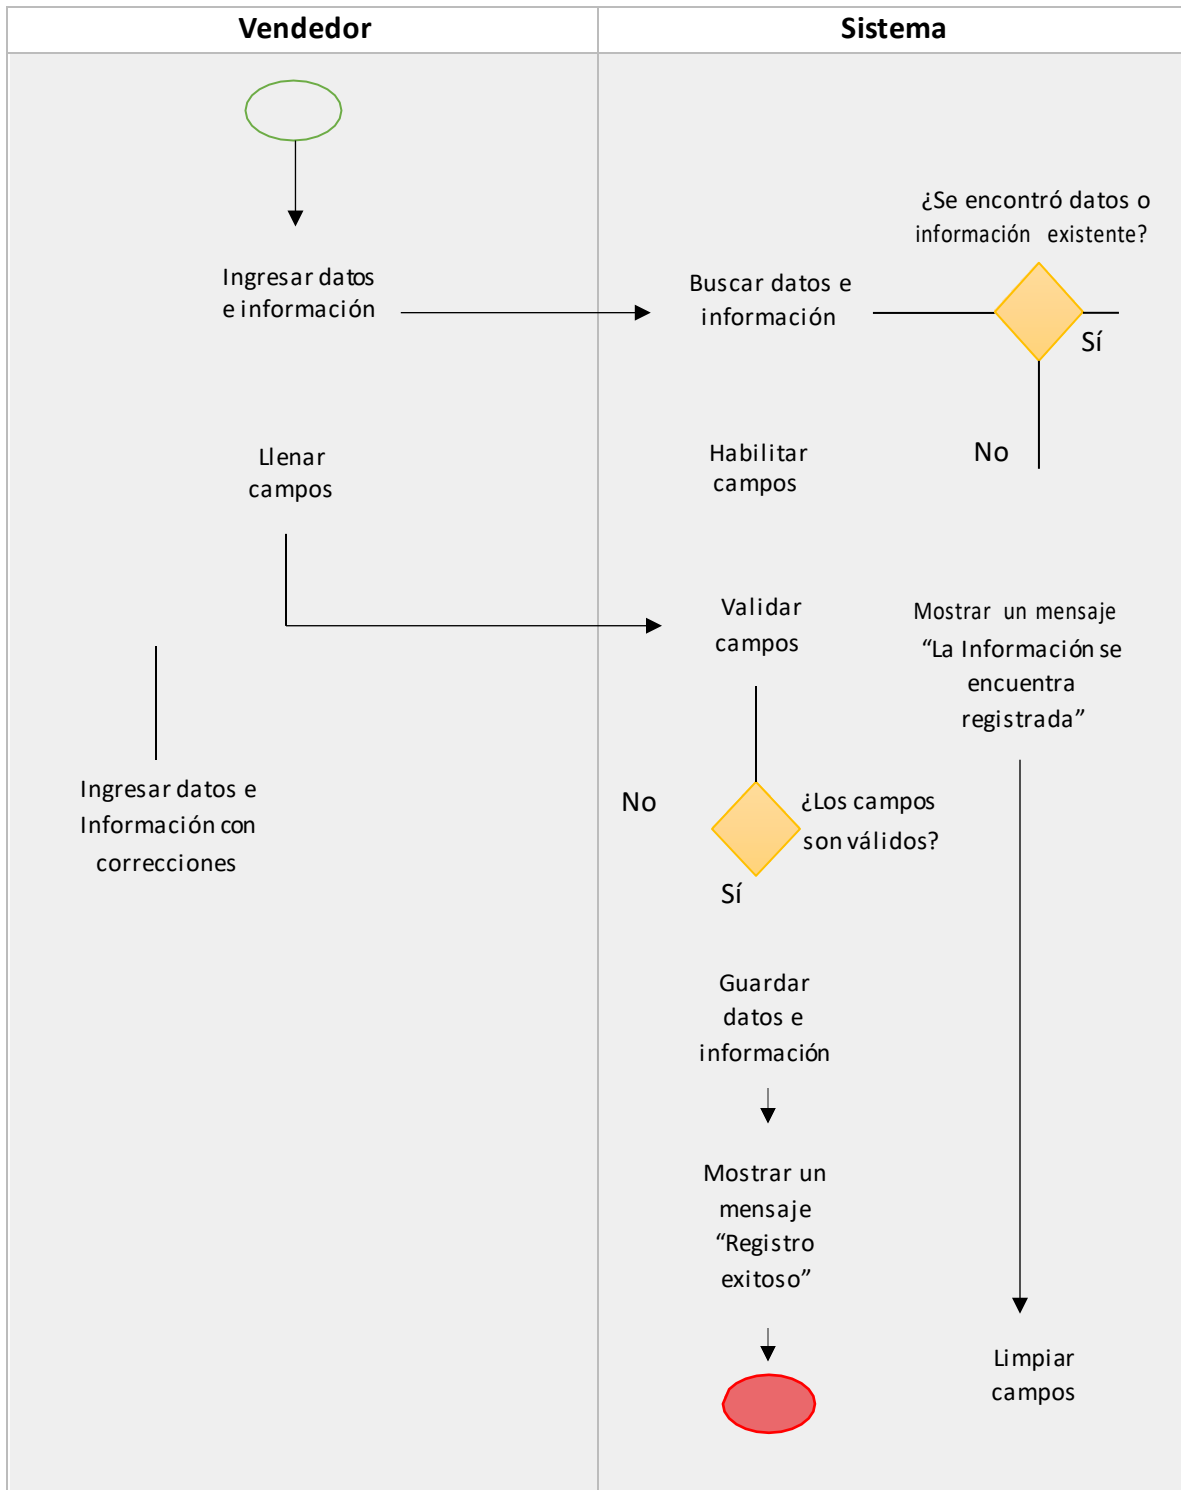 Vendedor
Sistema
¿Se encontró datos o
información existente?
Ingresar datos
e información
Buscar datos e
información
Sí
Llenar
campos
Habilitar
campos
No
Validar
campos
Mostrar un mensaje
“La Información se
encuentra
registrada”
Ingresar datos e
Información con
correcciones
No
¿Los campos
son válidos?
Sí
Guardar
datos e
información
Mostrar un
mensaje
“Registro
exitoso”
Limpiar
campos